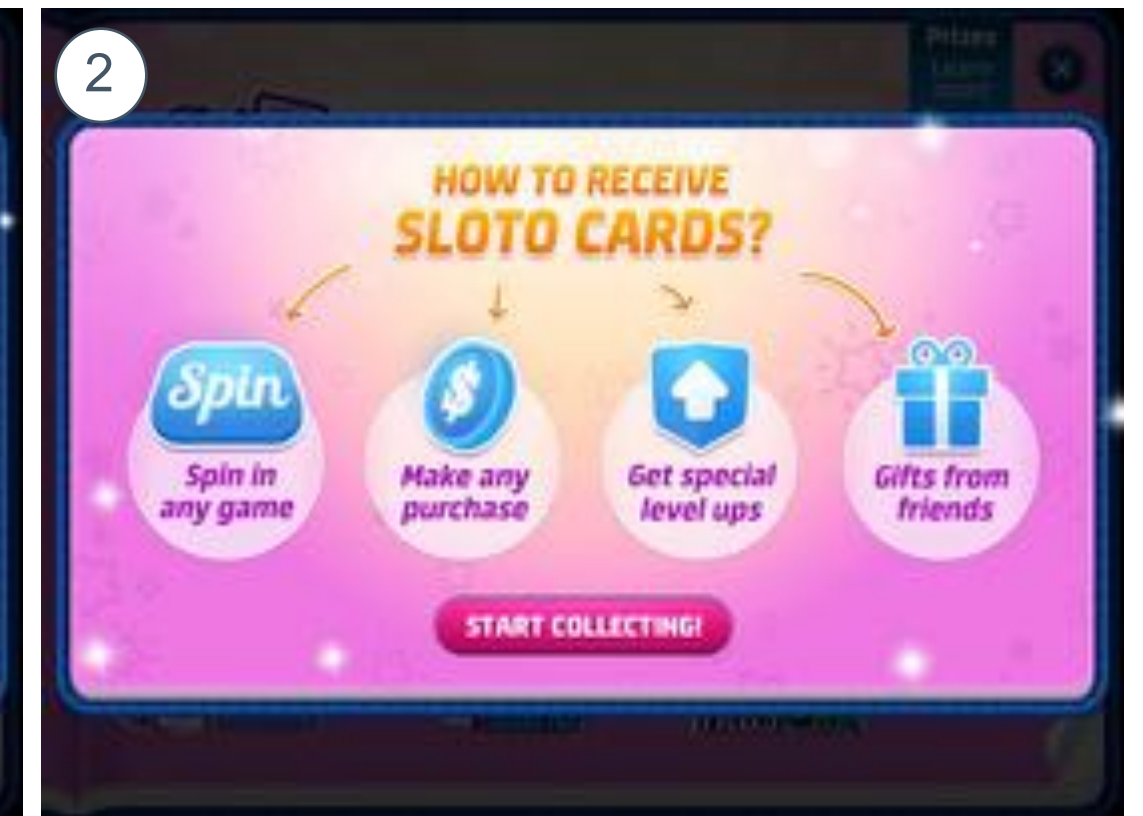 2
Prizes
HOW TO RECEIVE
SLOTO CARDS?
Spin
$
Spin in
any game
Make any
purchase
Get special
level ups
Gifts from
friends
START COLLECTING!